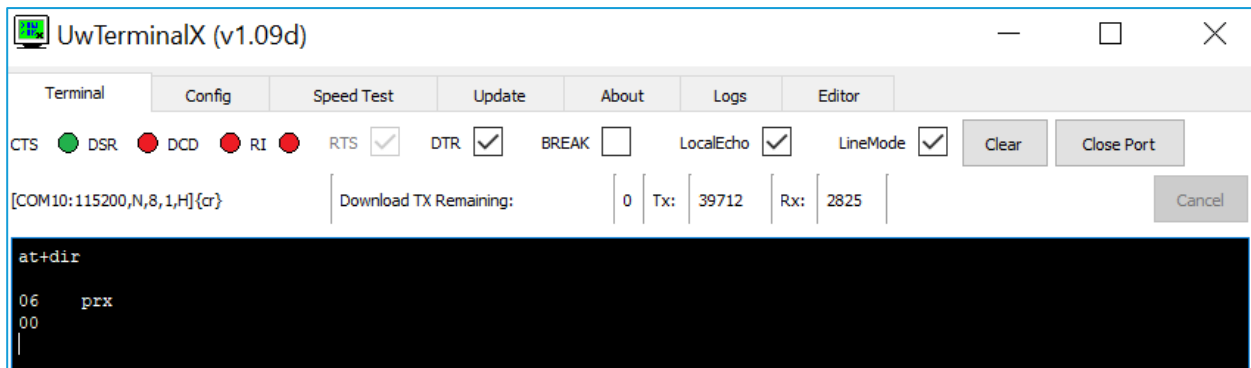 UwTerminalX (v1.09d)
Terminal Config Speed Test Update About Logs Editor
CTS DSR DCD RI RTS DTR BREAK LocalEcho LineMode Clear Close Port
[COM10:115200,N,8,1,H]{cr} Download TX Remaining: 0 Tx: 39712 Rx: 2825 Cancel
at+dir
06 prx
00